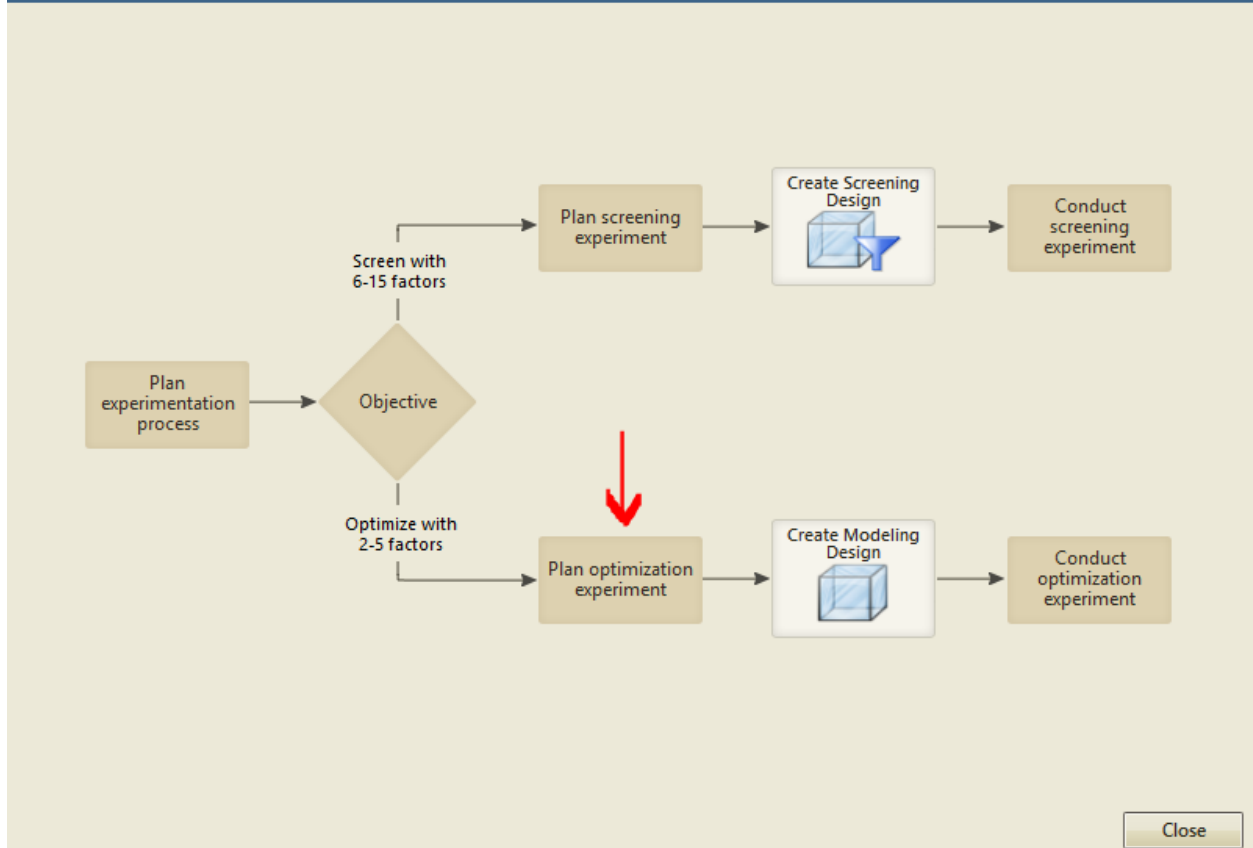 Plan
experimentation
process
Objective
Screen with
6-15 factors
Plan screening
experiment
Create Screening
Design
Conduct
screening
experiment
Optimize with
2-5 factors
Plan optimization
experiment
Create Modeling
Design
Conduct
optimization
experiment
Close